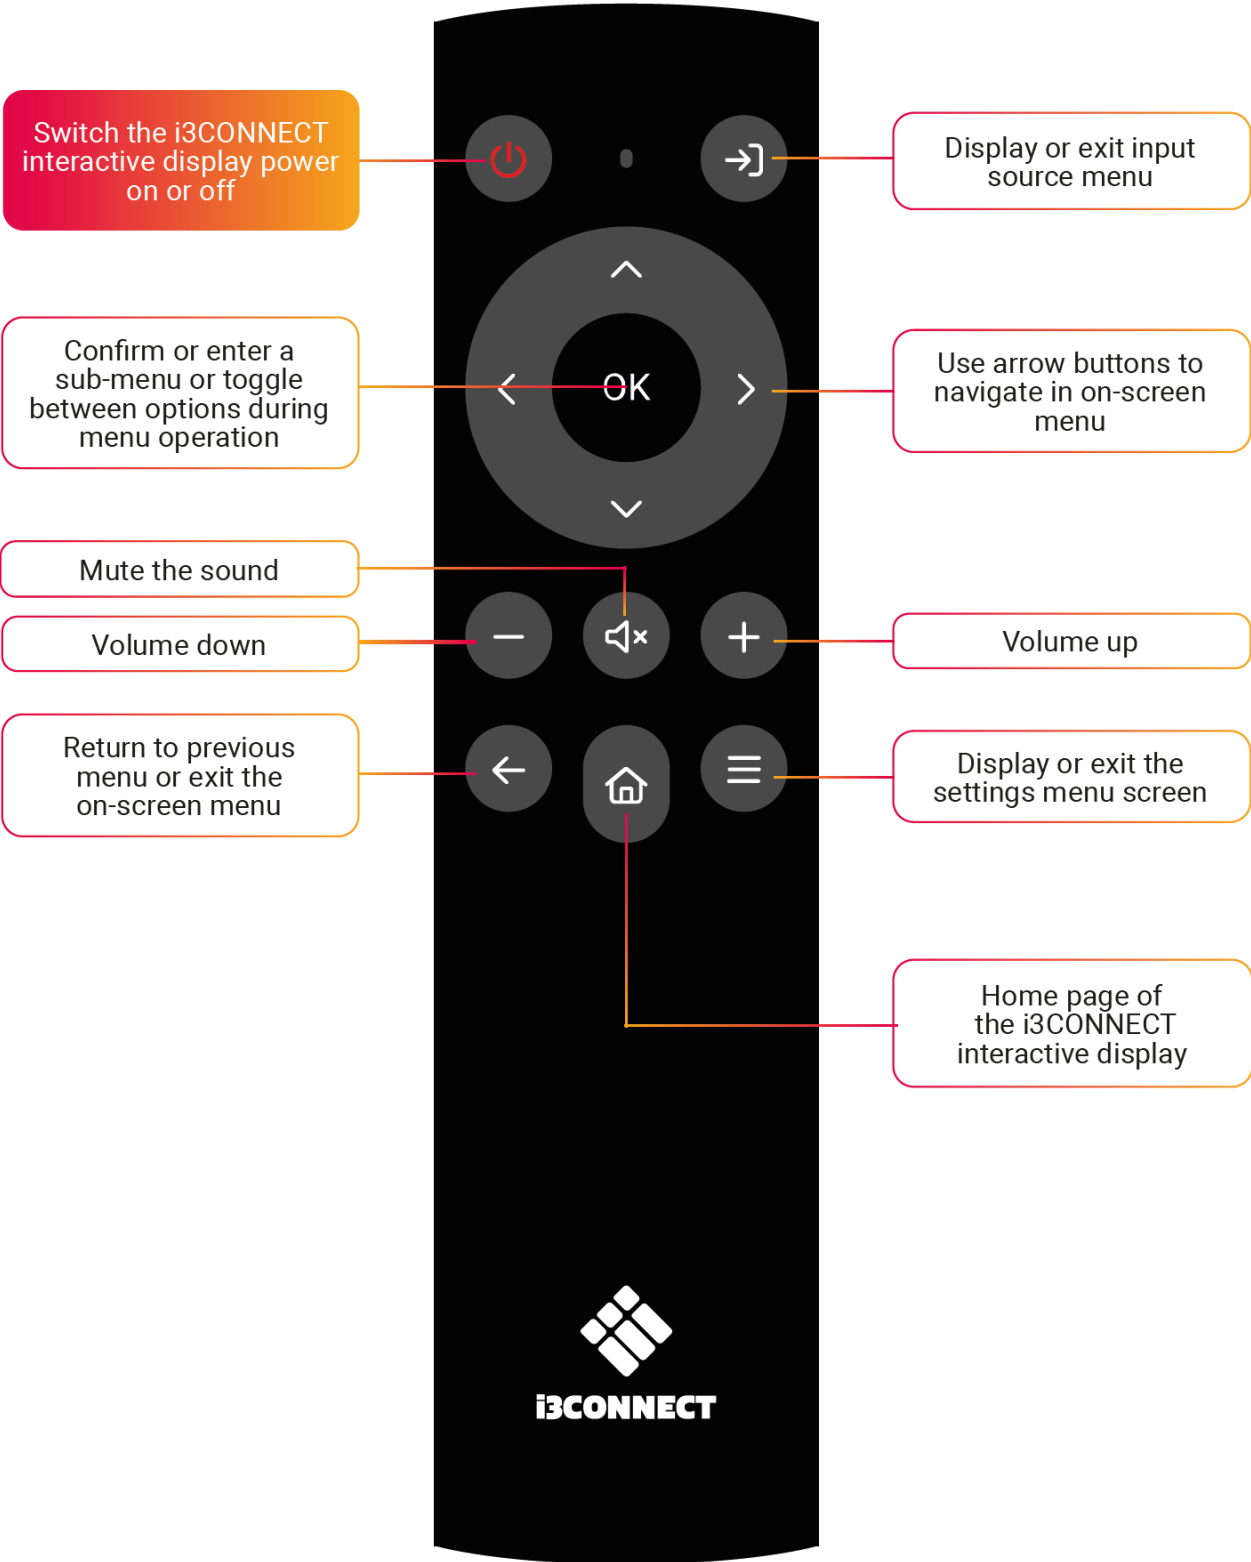 Switch the i3CONNECT
interactive display power
on or off
Display or exit input
source menu
Confirm or enter a
sub-menu or toggle
between options during
menu operation
OK
Use arrow buttons to
navigate in on-screen
menu
Mute the sound
Volume down
Volume up
Return to previous
menu or exit the
on-screen menu
Display or exit the
settings menu screen
Home page of
the i3CONNECT
interactive display
i3CONNECT